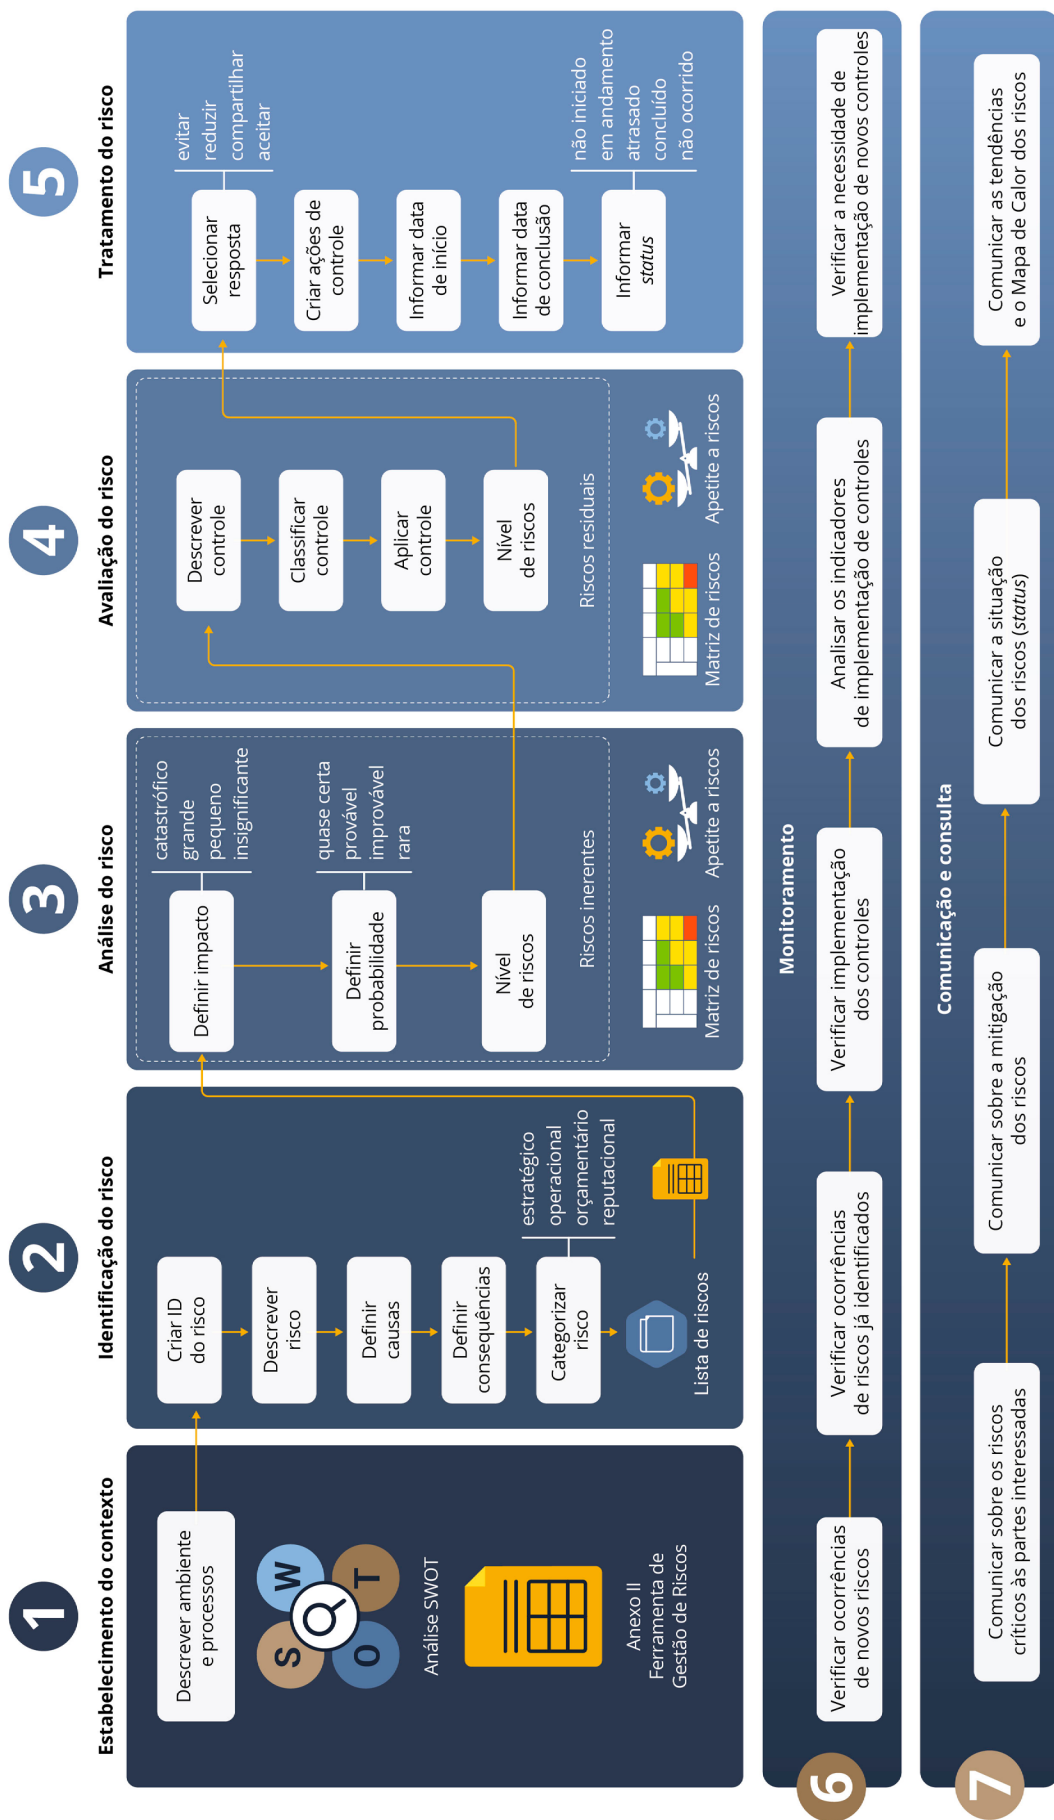 1
Estabelecimento do contexto
Descrever ambiente
e processos
S
W
O
T
Análise SWOT
Anexo II
Ferramenta de
Gestão de Riscos
2
Identificação do risco
Criar ID
do risco
Descrever
risco
Definir
causas
Definir
consequências
Categorizar
risco
estratégico
operacional
orçamentário
reputacional
Lista de riscos
3
Análise do risco
Definir impacto
catastrófico
grande
pequeno
insignificante
Definir
probabilidade
quase certa
provável
improvável
rara
Nível
de riscos
Riscos inerentes
Matriz de riscos
Apetite a riscos
4
Avaliação do risco
Descrever
controle
Classificar
controle
Aplicar
controle
Nível
de riscos
Riscos residuais
Matriz de riscos
Apetite a riscos
5
Tratamento do risco
Selecionar
resposta
evitar
reduzir
compartilhar
aceitar
Criar ações de
controle
Informar data
de início
Informar data
de conclusão
Informar
status
não iniciado
em andamento
atrasado
concluído
não ocorrido
6
Monitoramento
Verificar ocorrências
de novos riscos
Verificar ocorrências
de riscos já identificados
Verificar implementação
dos controles
Analisar os indicadores
de implementação de controles
Verificar a necessidade de
implementação de novos controles
7
Comunicação e consulta
Comunicar sobre os riscos
críticos às partes interessadas
Comunicar sobre a mitigação
dos riscos
Comunicar a situação
dos riscos (status)
Comunicar as tendências
e o Mapa de Calor dos riscos